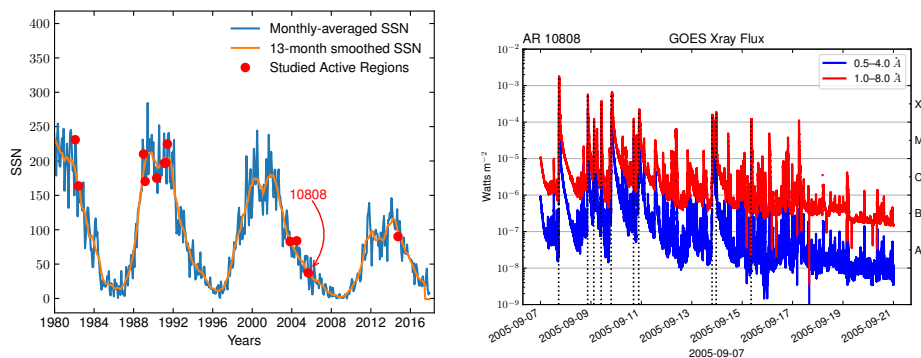 400
350
300
250
200
150
100
50
0
SSN
Monthly-averaged SSN
13-month smoothed SSN
Studied Active Regions
10808
1980 1984 1988 1992 1996 2000 2004 2008 2012 2016
Years
AR 10808 GOES Xray Flux
10⁻²
10⁻³
10⁻⁴
10⁻⁵
10⁻⁶
10⁻⁷
10⁻⁸
10⁻⁹
Watts m⁻²
0.5–4.0 Å
1.0–8.0 Å
X
M
C
B
A
2005-09-07 2005-09-09 2005-09-11 2005-09-13 2005-09-15 2005-09-17 2005-09-19 2005-09-21
2005-09-07